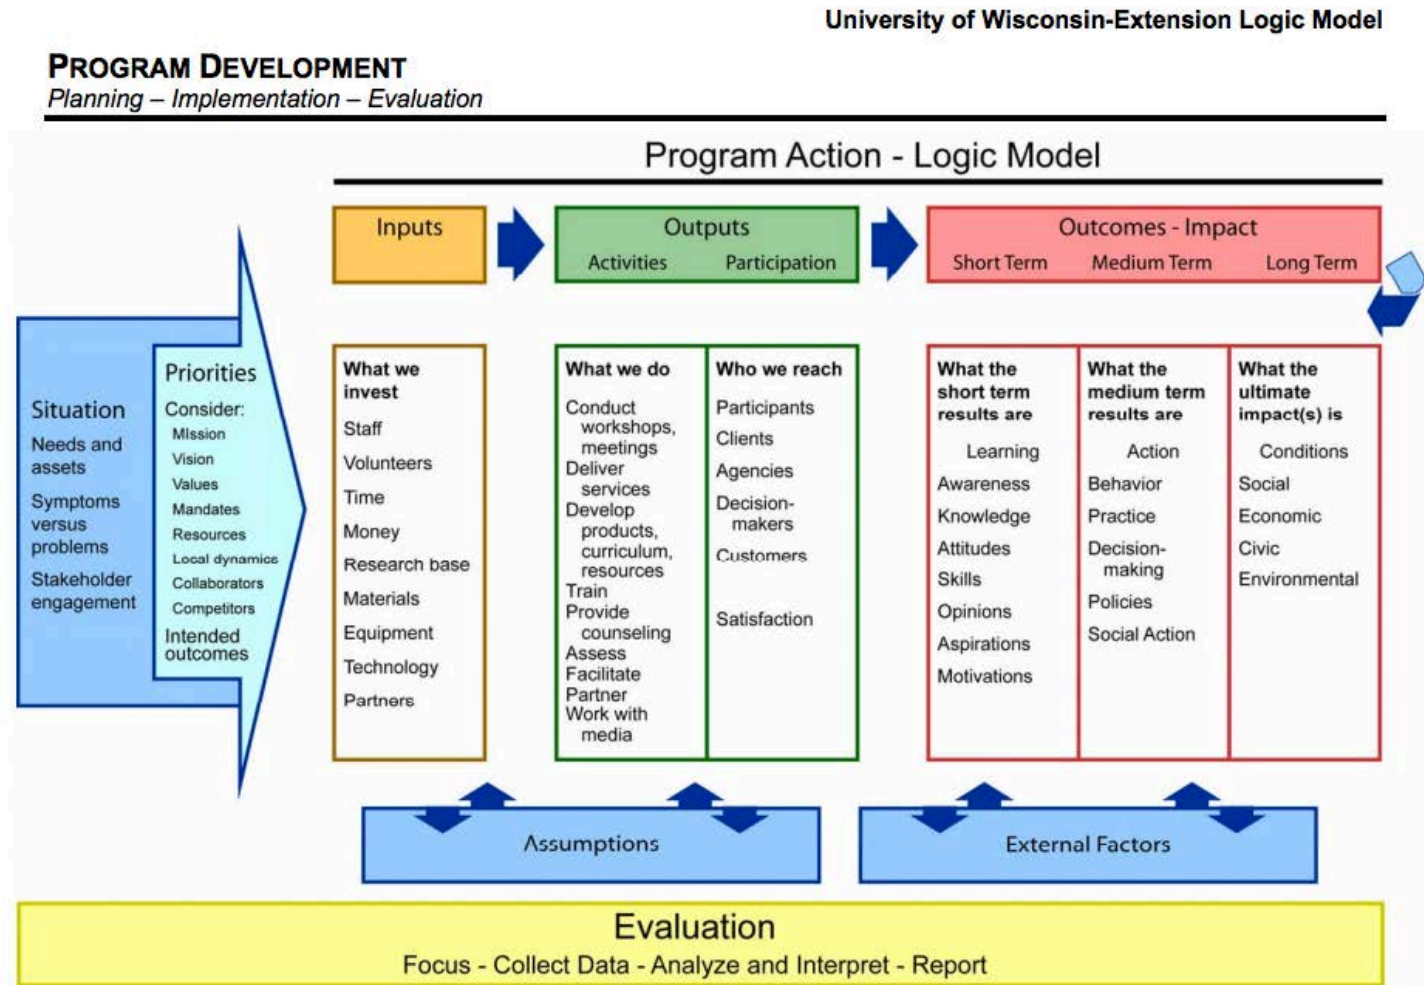 University of Wisconsin-Extension Logic Model
PROGRAM DEVELOPMENT
Planning – Implementation – Evaluation
Program Action - Logic Model
Inputs
Outputs
Activities Participation
Outcomes - Impact
Short Term Medium Term Long Term
Situation
Needs and
assets
Symptoms
versus
problems
Stakeholder
engagement
Priorities
Consider:
MIssion
Vision
Values
Mandates
Resources
Local dynamics
Collaborators
Competitors
Intended
outcomes
What we
invest
Staff
Volunteers
Time
Money
Research base
Materials
Equipment
Technology
Partners
What we do
Conduct
workshops,
meetings
Deliver
services
Develop
products,
curriculum,
resources
Train
Provide
counseling
Assess
Facilitate
Partner
Work with
media
Who we reach
Participants
Clients
Agencies
Decision-
makers
Customers
Satisfaction
What the
short term
results are
Learning
Awareness
Knowledge
Attitudes
Skills
Opinions
Aspirations
Motivations
What the
medium term
results are
Action
Behavior
Practice
Decision-
making
Policies
Social Action
What the
ultimate
impact(s) is
Conditions
Social
Economic
Civic
Environmental
Assumptions
External Factors
Evaluation
Focus - Collect Data - Analyze and Interpret - Report